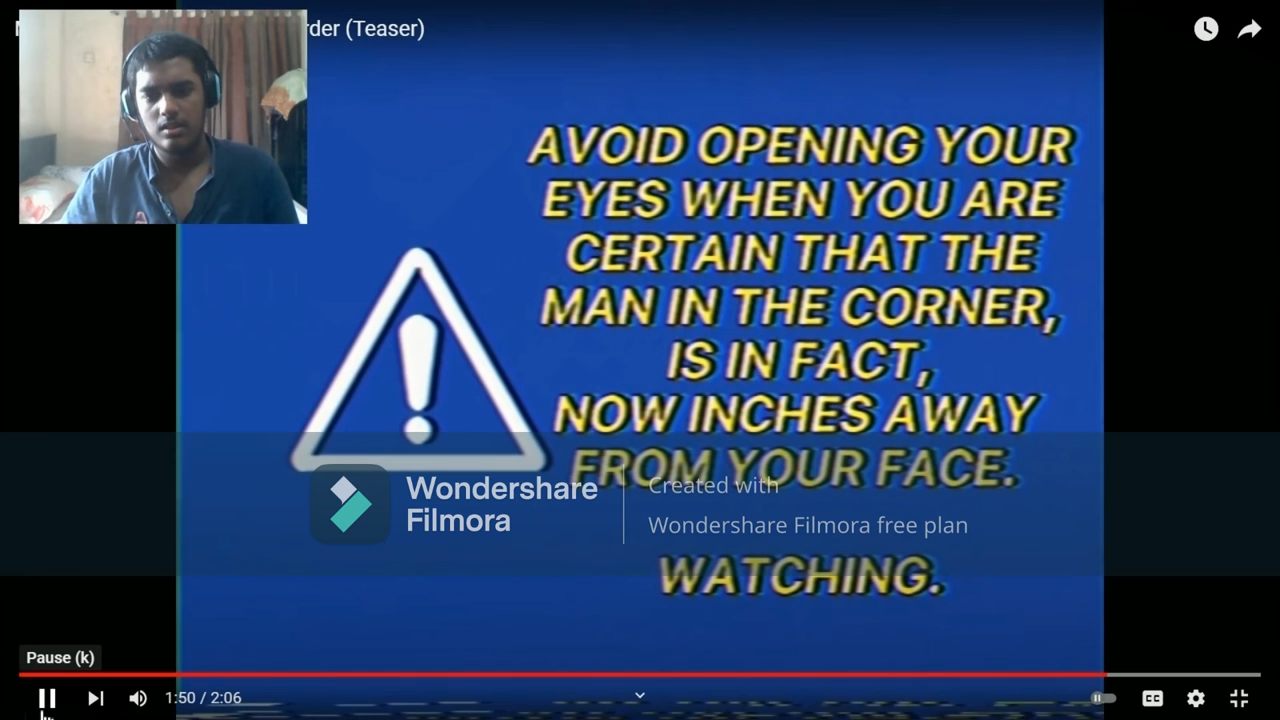 rder (Teaser)
AVOID OPENING YOUR
EYES WHEN YOU ARE
CERTAIN THAT THE
MAN IN THE CORNER,
IS IN FACT,
NOW INCHES AWAY
FROM YOUR FACE.
WATCHING.
Wondershare
Filmora
Created with
Wondershare Filmora free plan
Pause (k)
1:50 / 2:06
CC